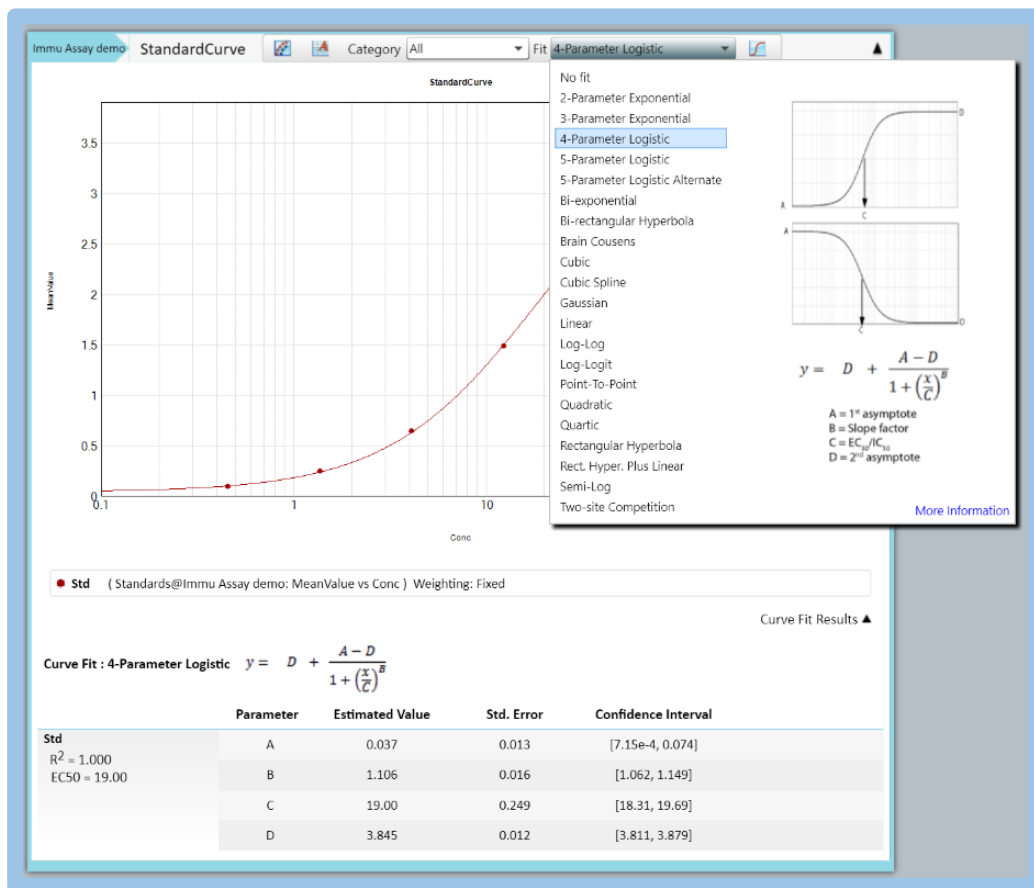 Immu Assay demo StandardCurve Category All Fit 4-Parameter Logistic
StandardCurve
3.5
3
2.5
2
1.5
1
0.5
0
0.1 1 10
MeanValue
Conc
No fit
2-Parameter Exponential
3-Parameter Exponential
4-Parameter Logistic
5-Parameter Logistic
5-Parameter Logistic Alternate
Bi-exponential
Bi-rectangular Hyperbola
Brain Cousens
Cubic
Cubic Spline
Gaussian
Linear
Log-Log
Log-Logit
Point-To-Point
Quadratic
Quartic
Rectangular Hyperbola
Rect. Hyper. Plus Linear
Semi-Log
Two-site Competition
D
A
C
A
D
C
y = D + (A − D) / (1 + (x/C)^B)
A = 1st asymptote
B = Slope factor
C = EC50/IC50
D = 2nd asymptote
More Information
Std ( Standards@Immu Assay demo: MeanValue vs Conc ) Weighting: Fixed
Curve Fit Results ▲
Curve Fit : 4-Parameter Logistic y = D + (A − D) / (1 + (x/C)^B)
Parameter Estimated Value Std. Error Confidence Interval
Std
R² = 1.000
EC50 = 19.00
A 0.037 0.013 [7.15e-4, 0.074]
B 1.106 0.016 [1.062, 1.149]
C 19.00 0.249 [18.31, 19.69]
D 3.845 0.012 [3.811, 3.879]